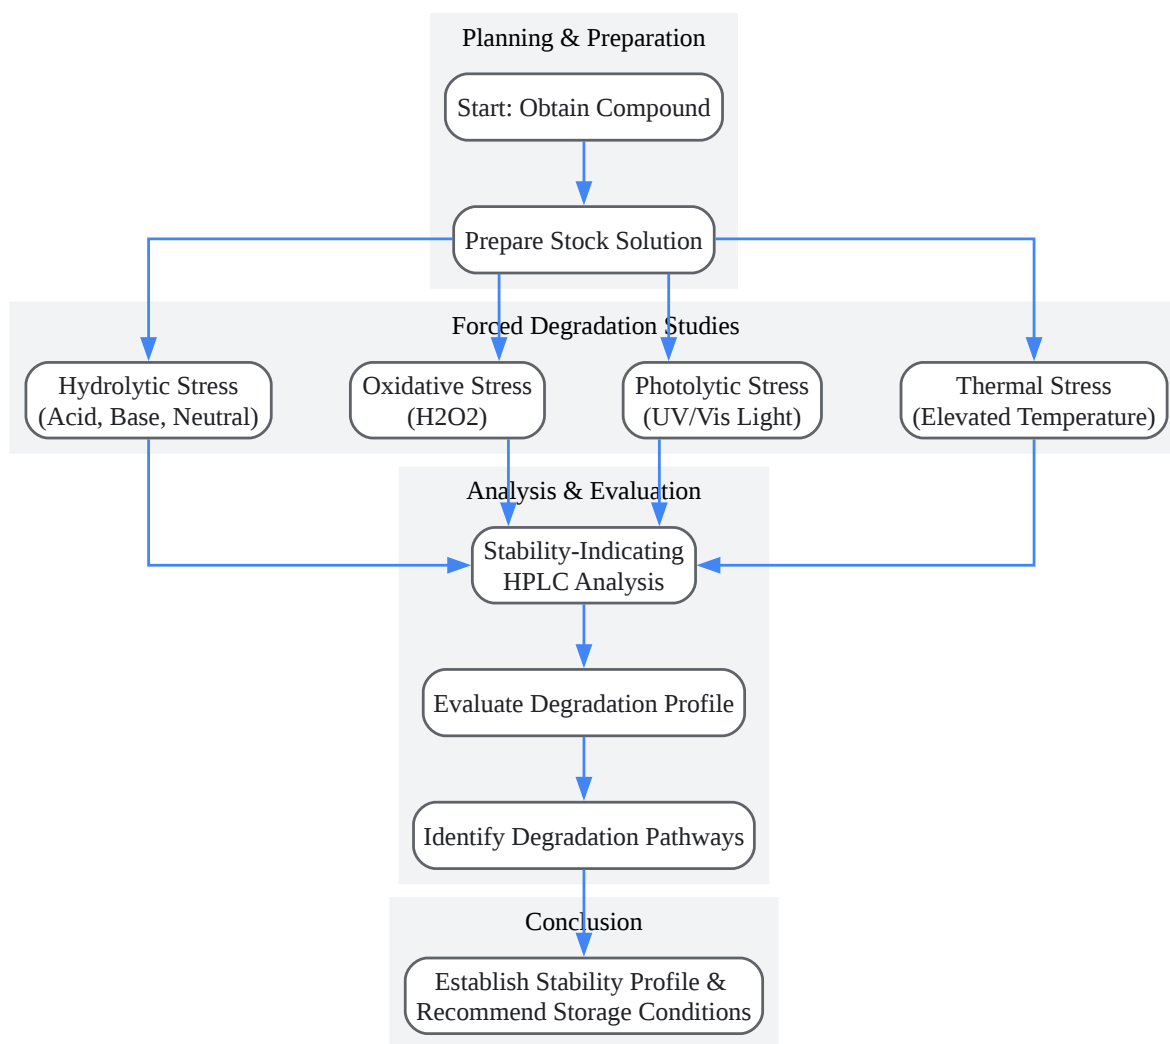 Planning & Preparation
Start: Obtain Compound
Prepare Stock Solution
Forced Degradation Studies
Hydrolytic Stress
(Acid, Base, Neutral)
Oxidative Stress
(H2O2)
Photolytic Stress
(UV/Vis Light)
Thermal Stress
(Elevated Temperature)
Analysis & Evaluation
Stability-Indicating
HPLC Analysis
Evaluate Degradation Profile
Identify Degradation Pathways
Conclusion
Establish Stability Profile &
Recommend Storage Conditions